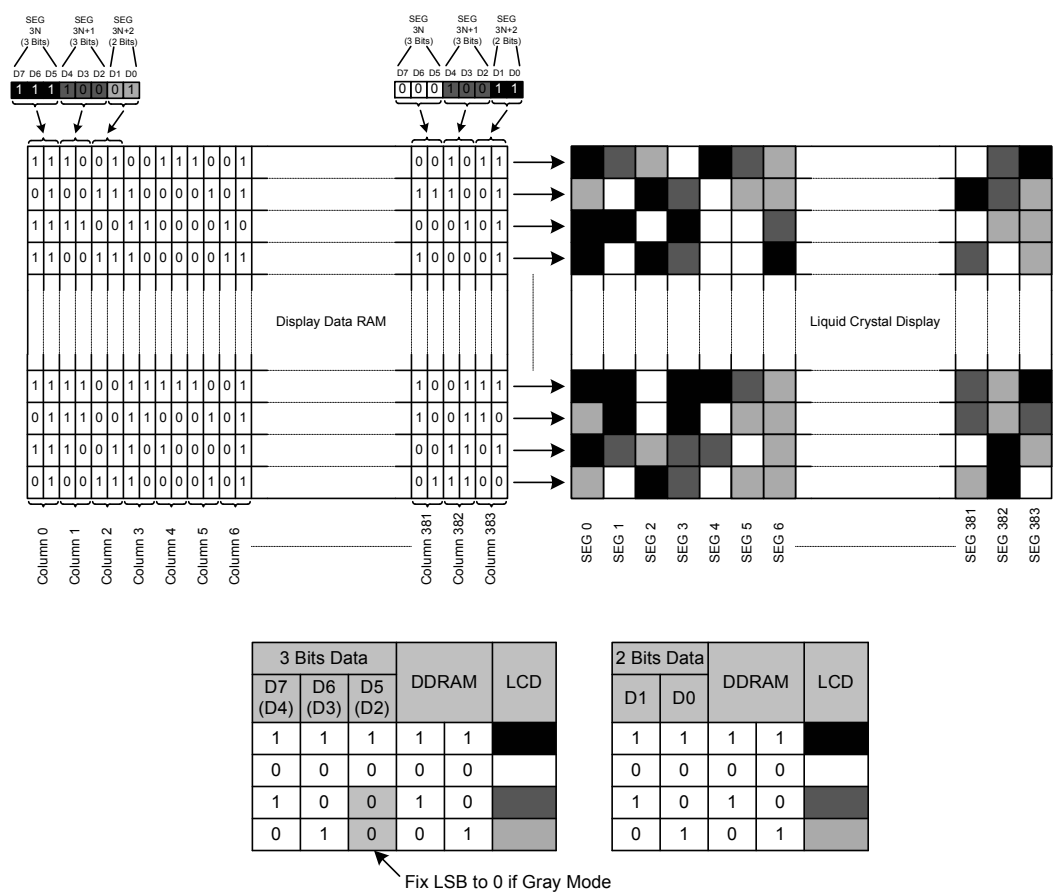 SEG
3N
(3 Bits)
SEG
3N+1
(3 Bits)
SEG
3N+2
(2 Bits)
D7 D6 D5 D4 D3 D2 D1 D0
1 1 1 1 0 0 0 1
SEG
3N
(3 Bits)
SEG
3N+1
(3 Bits)
SEG
3N+2
(2 Bits)
D7 D6 D5 D4 D3 D2 D1 D0
0 0 0 1 0 0 1 1
1 1 1 0 0 1 0 0 1 1 1 0 0 1 0 0 1 0 1 1
0 1 0 0 1 1 1 0 0 0 0 1 0 1 1 1 1 0 0 1
1 1 1 1 0 0 1 1 0 0 0 0 1 0 0 0 0 1 0 1
1 1 0 0 1 1 1 0 0 0 0 0 1 1 1 0 0 0 0 1
Display Data RAM
Liquid Crystal Display
1 1 1 1 0 0 1 1 1 1 1 0 0 1 1 0 0 1 1 1
0 1 1 1 0 0 1 1 0 0 0 1 0 1 1 0 0 1 1 0
1 1 1 0 0 1 1 0 1 0 0 0 0 1 0 1 1 1 0 1
0 1 0 0 1 1 1 0 0 0 0 1 0 1 0 1 1 1 0 0
Column 0
Column 1
Column 2
Column 3
Column 4
Column 5
Column 6
Column 381
Column 382
Column 383
SEG 0
SEG 1
SEG 2
SEG 3
SEG 4
SEG 5
SEG 6
SEG 381
SEG 382
SEG 383
3 Bits Data DDRAM LCD
D7 (D4) D6 (D3) D5 (D2)
1 1 1 1 1
0 0 0 0 0
1 0 0 1 0
0 1 0 0 1
Fix LSB to 0 if Gray Mode
2 Bits Data DDRAM LCD
D1 D0
1 1 1 1
0 0 0 0
1 0 1 0
0 1 0 1